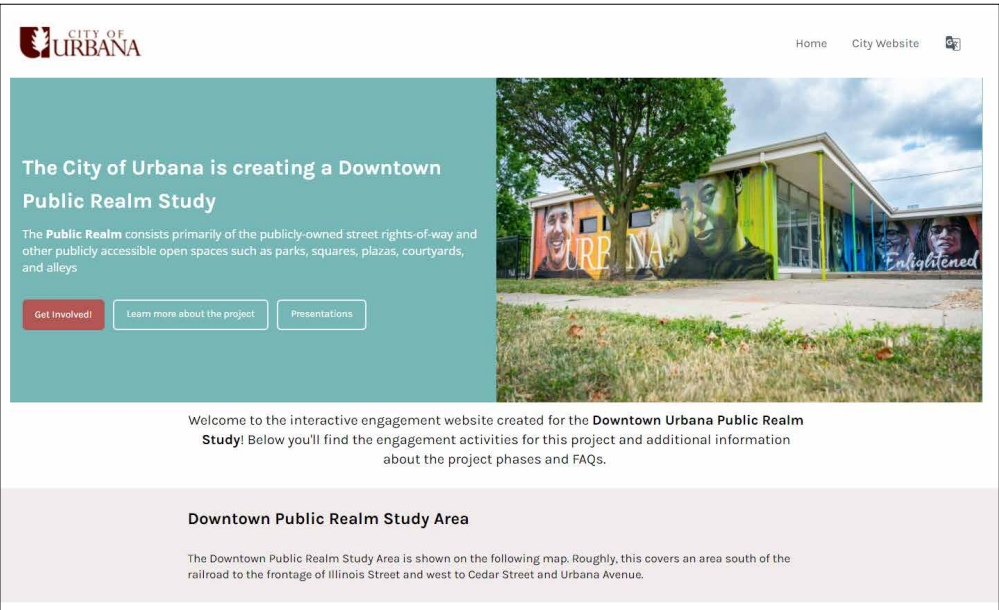 CITY OF
URBANA
Home City Website
The City of Urbana is creating a Downtown
Public Realm Study
The Public Realm consists primarily of the publicly-owned street rights-of-way and
other publicly accessible open spaces such as parks, squares, plazas, courtyards,
and alleys
Get Involved! Learn more about the project Presentations
URBANA
Enlightened
Welcome to the interactive engagement website created for the Downtown Urbana Public Realm
Study! Below you'll find the engagement activities for this project and additional information
about the project phases and FAQs.
Downtown Public Realm Study Area
The Downtown Public Realm Study Area is shown on the following map. Roughly, this covers an area south of the
railroad to the frontage of Illinois Street and west to Cedar Street and Urbana Avenue.